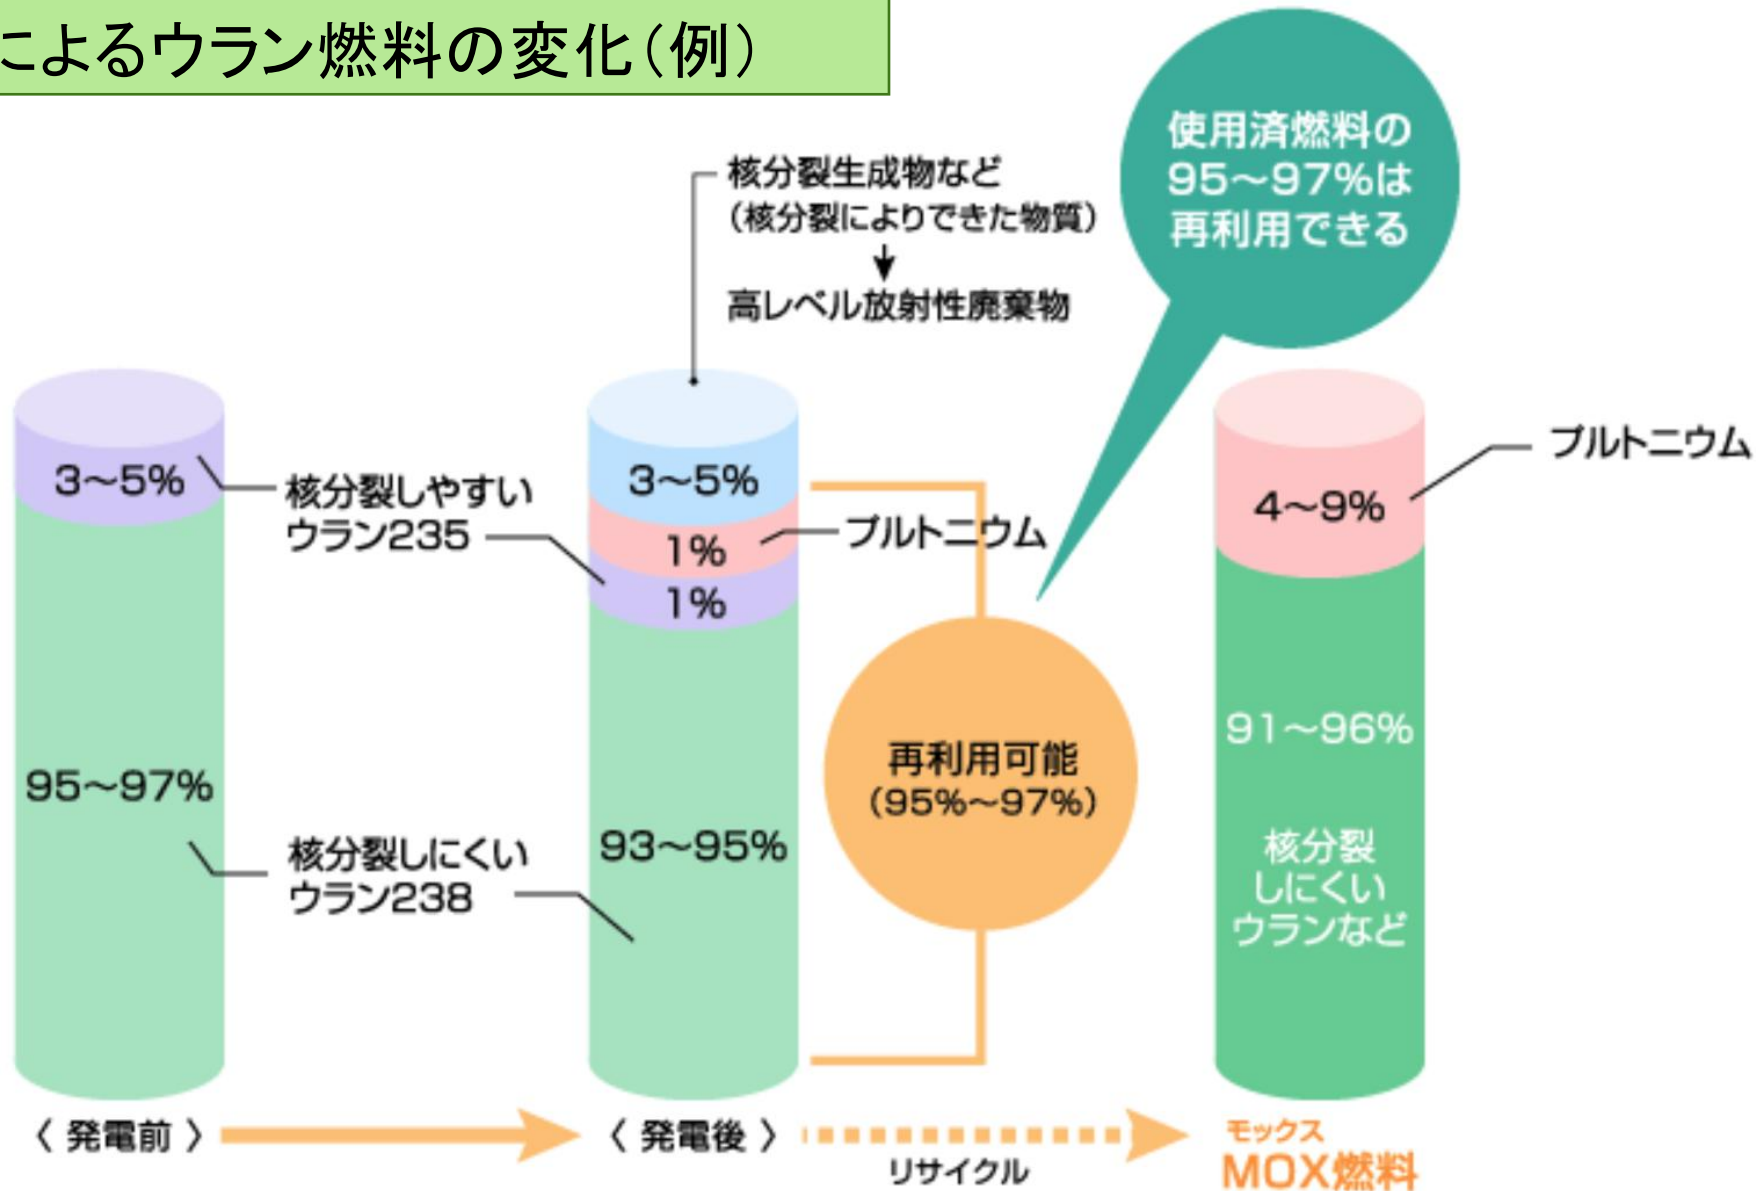 によるウラン燃料の変化（例）
使用済燃料の
95～97%は
再利用できる
核分裂生成物など
（核分裂によりできた物質）
高レベル放射性廃棄物
3～5%
核分裂しやすい
ウラン235
95～97%
核分裂しにくい
ウラン238
3～5%
1%
プルトニウム
1%
93～95%
再利用可能
（95%～97%）
プルトニウム
4～9%
91～96%
核分裂
しにくい
ウランなど
〈 発電前 〉
〈 発電後 〉
リサイクル
モックス
MOX燃料